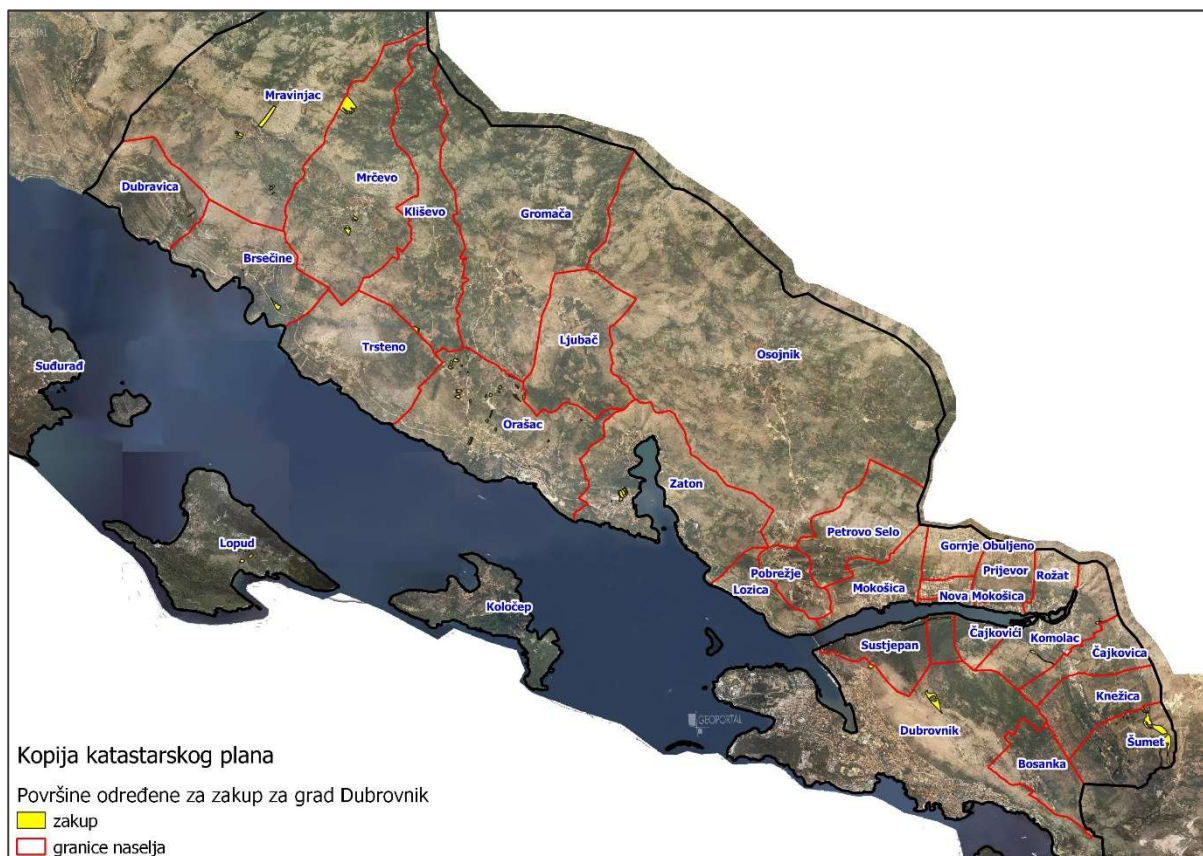 GEOPORTAL
Mravinjac
Dubravica
Mrčevo
Kliševo
Gromača
Brsečine
Trsteno
Ljubač
Osojnik
Suđurađ
Orašac
Zaton
Lopud
Koločep
Petrovo Selo
Gornje Obuljeno
Prijevor
Rožat
Pobrežje
Lozica
Mokošica
Nova Mokošica
Čajkovići
Komolac
Sustjepan
Čajkovica
Knežica
GEOPORTAL
Dubrovnik
Šumet
Bosanka
Kopija katastarskog plana
Površine određene za zakup za grad Dubrovnik
zakup
granice naselja